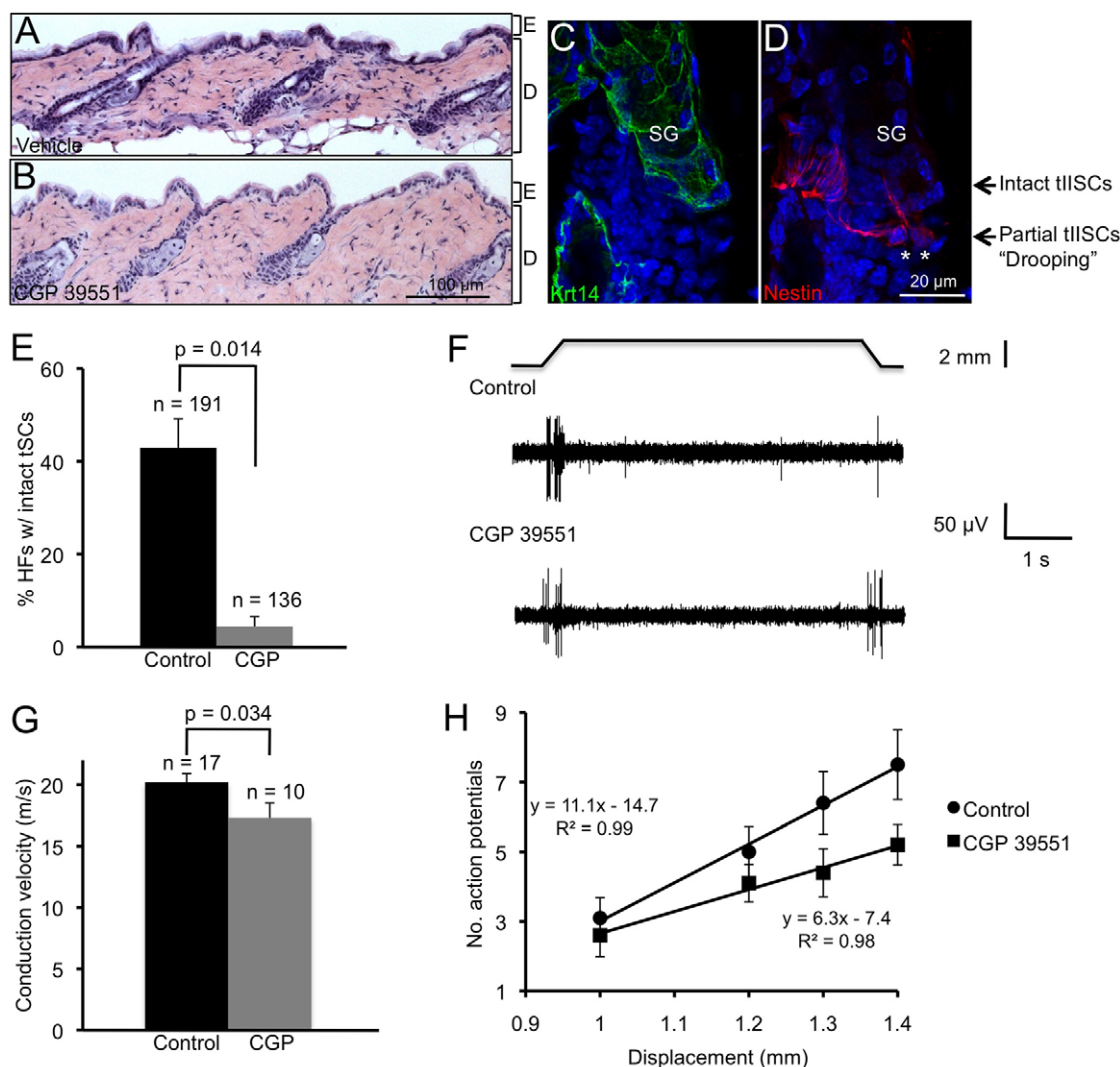 A
E
D
Vehicle
B
E
D
CGP 39551
100 µm
C
SG
Krt14
D
SG
* *
Nestin
20 µm
Intact tIISCs
Partial tIISCs
"Drooping"
E
p = 0.014
60
n = 191
40
20
n = 136
0
% HFs w/ intact tSCs
Control
CGP
F
2 mm
Control
CGP 39551
50 µV
1 s
G
p = 0.034
n = 17
n = 10
20
15
10
5
0
Conduction velocity (m/s)
Control
CGP
H
9
7
5
3
1
No. action potentials
y = 11.1x - 14.7
R² = 0.99
y = 6.3x - 7.4
R² = 0.98
Control
CGP 39551
0.9
1
1.1
1.2
1.3
1.4
Displacement (mm)